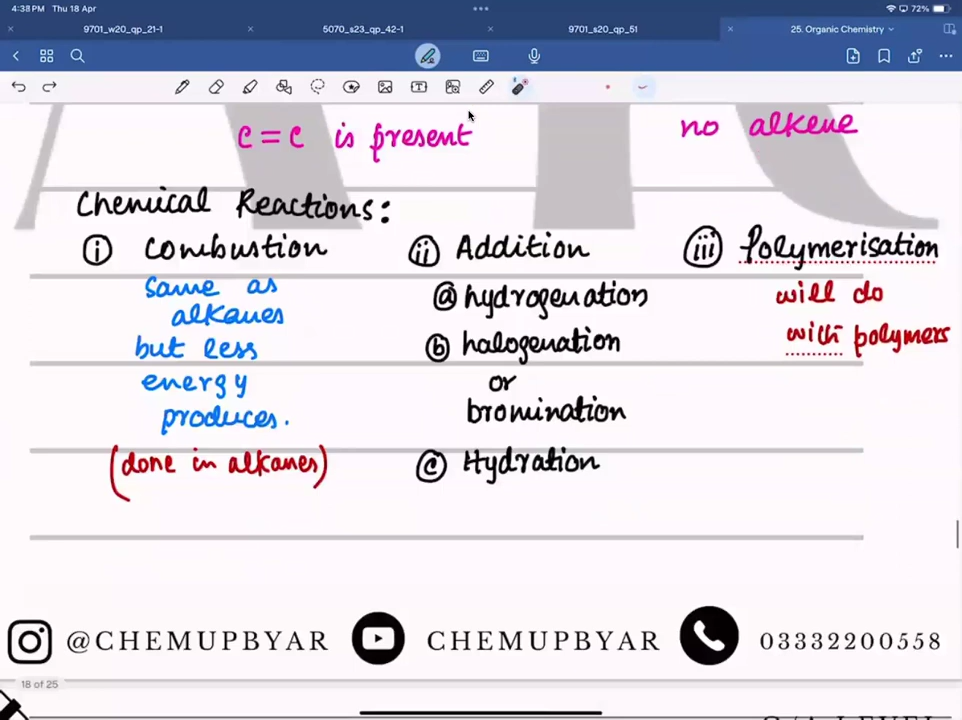 4:38 PM Thu 18 Apr
72%
9701_w20_qp_21-1
5070_s23_qp_42-1
9701_s20_qp_51
25. Organic Chemistry
c = c is present
no alkene
Chemical Reactions:
(i) Combustion
same as
alkanes
but less
energy
produces.
(done in alkanes)
(ii) Addition
(a) hydrogenation
(b) halogenation
or
bromination
(c) Hydration
(iii) Polymerisation
will do
with polymers
@CHEMUPBYAR
CHEMUPBYAR
03332200558
18 of 25